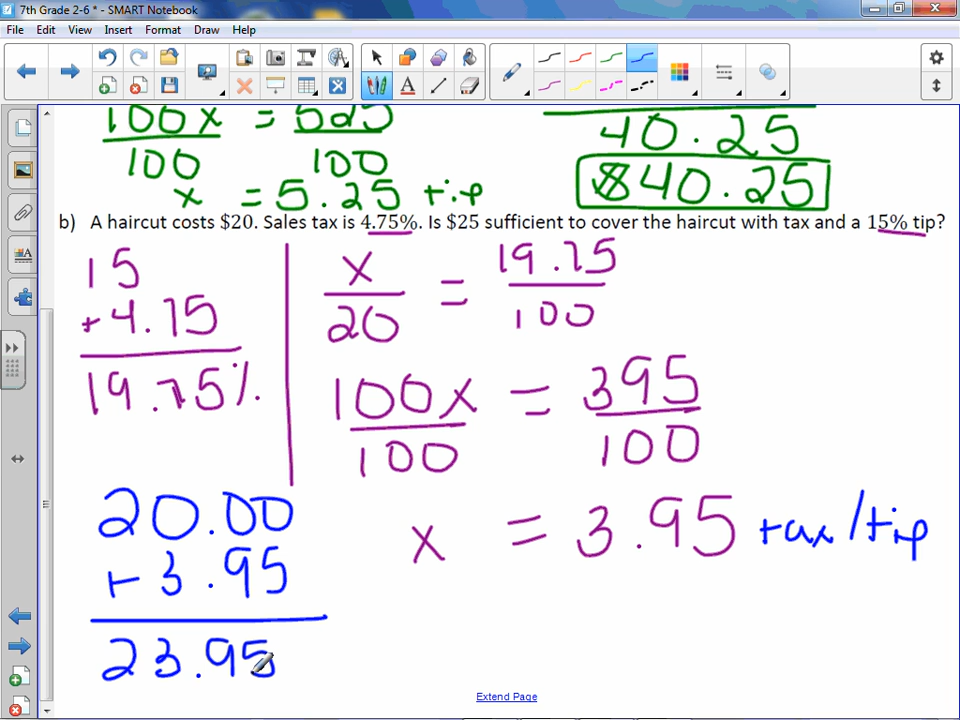 7th Grade 2-6 * - SMART Notebook
File Edit View Insert Format Draw Help
100x = 525
100 100
x = 5.25 tip
40.25
$40.25
b) A haircut costs $20. Sales tax is 4.75%. Is $25 sufficient to cover the haircut with tax and a 15% tip?
15
+4.75
19.75%
x = 19.75
20 100
100x = 395
100 100
x = 3.95 tax/tip
20.00
+3.95
23.95
Extend Page